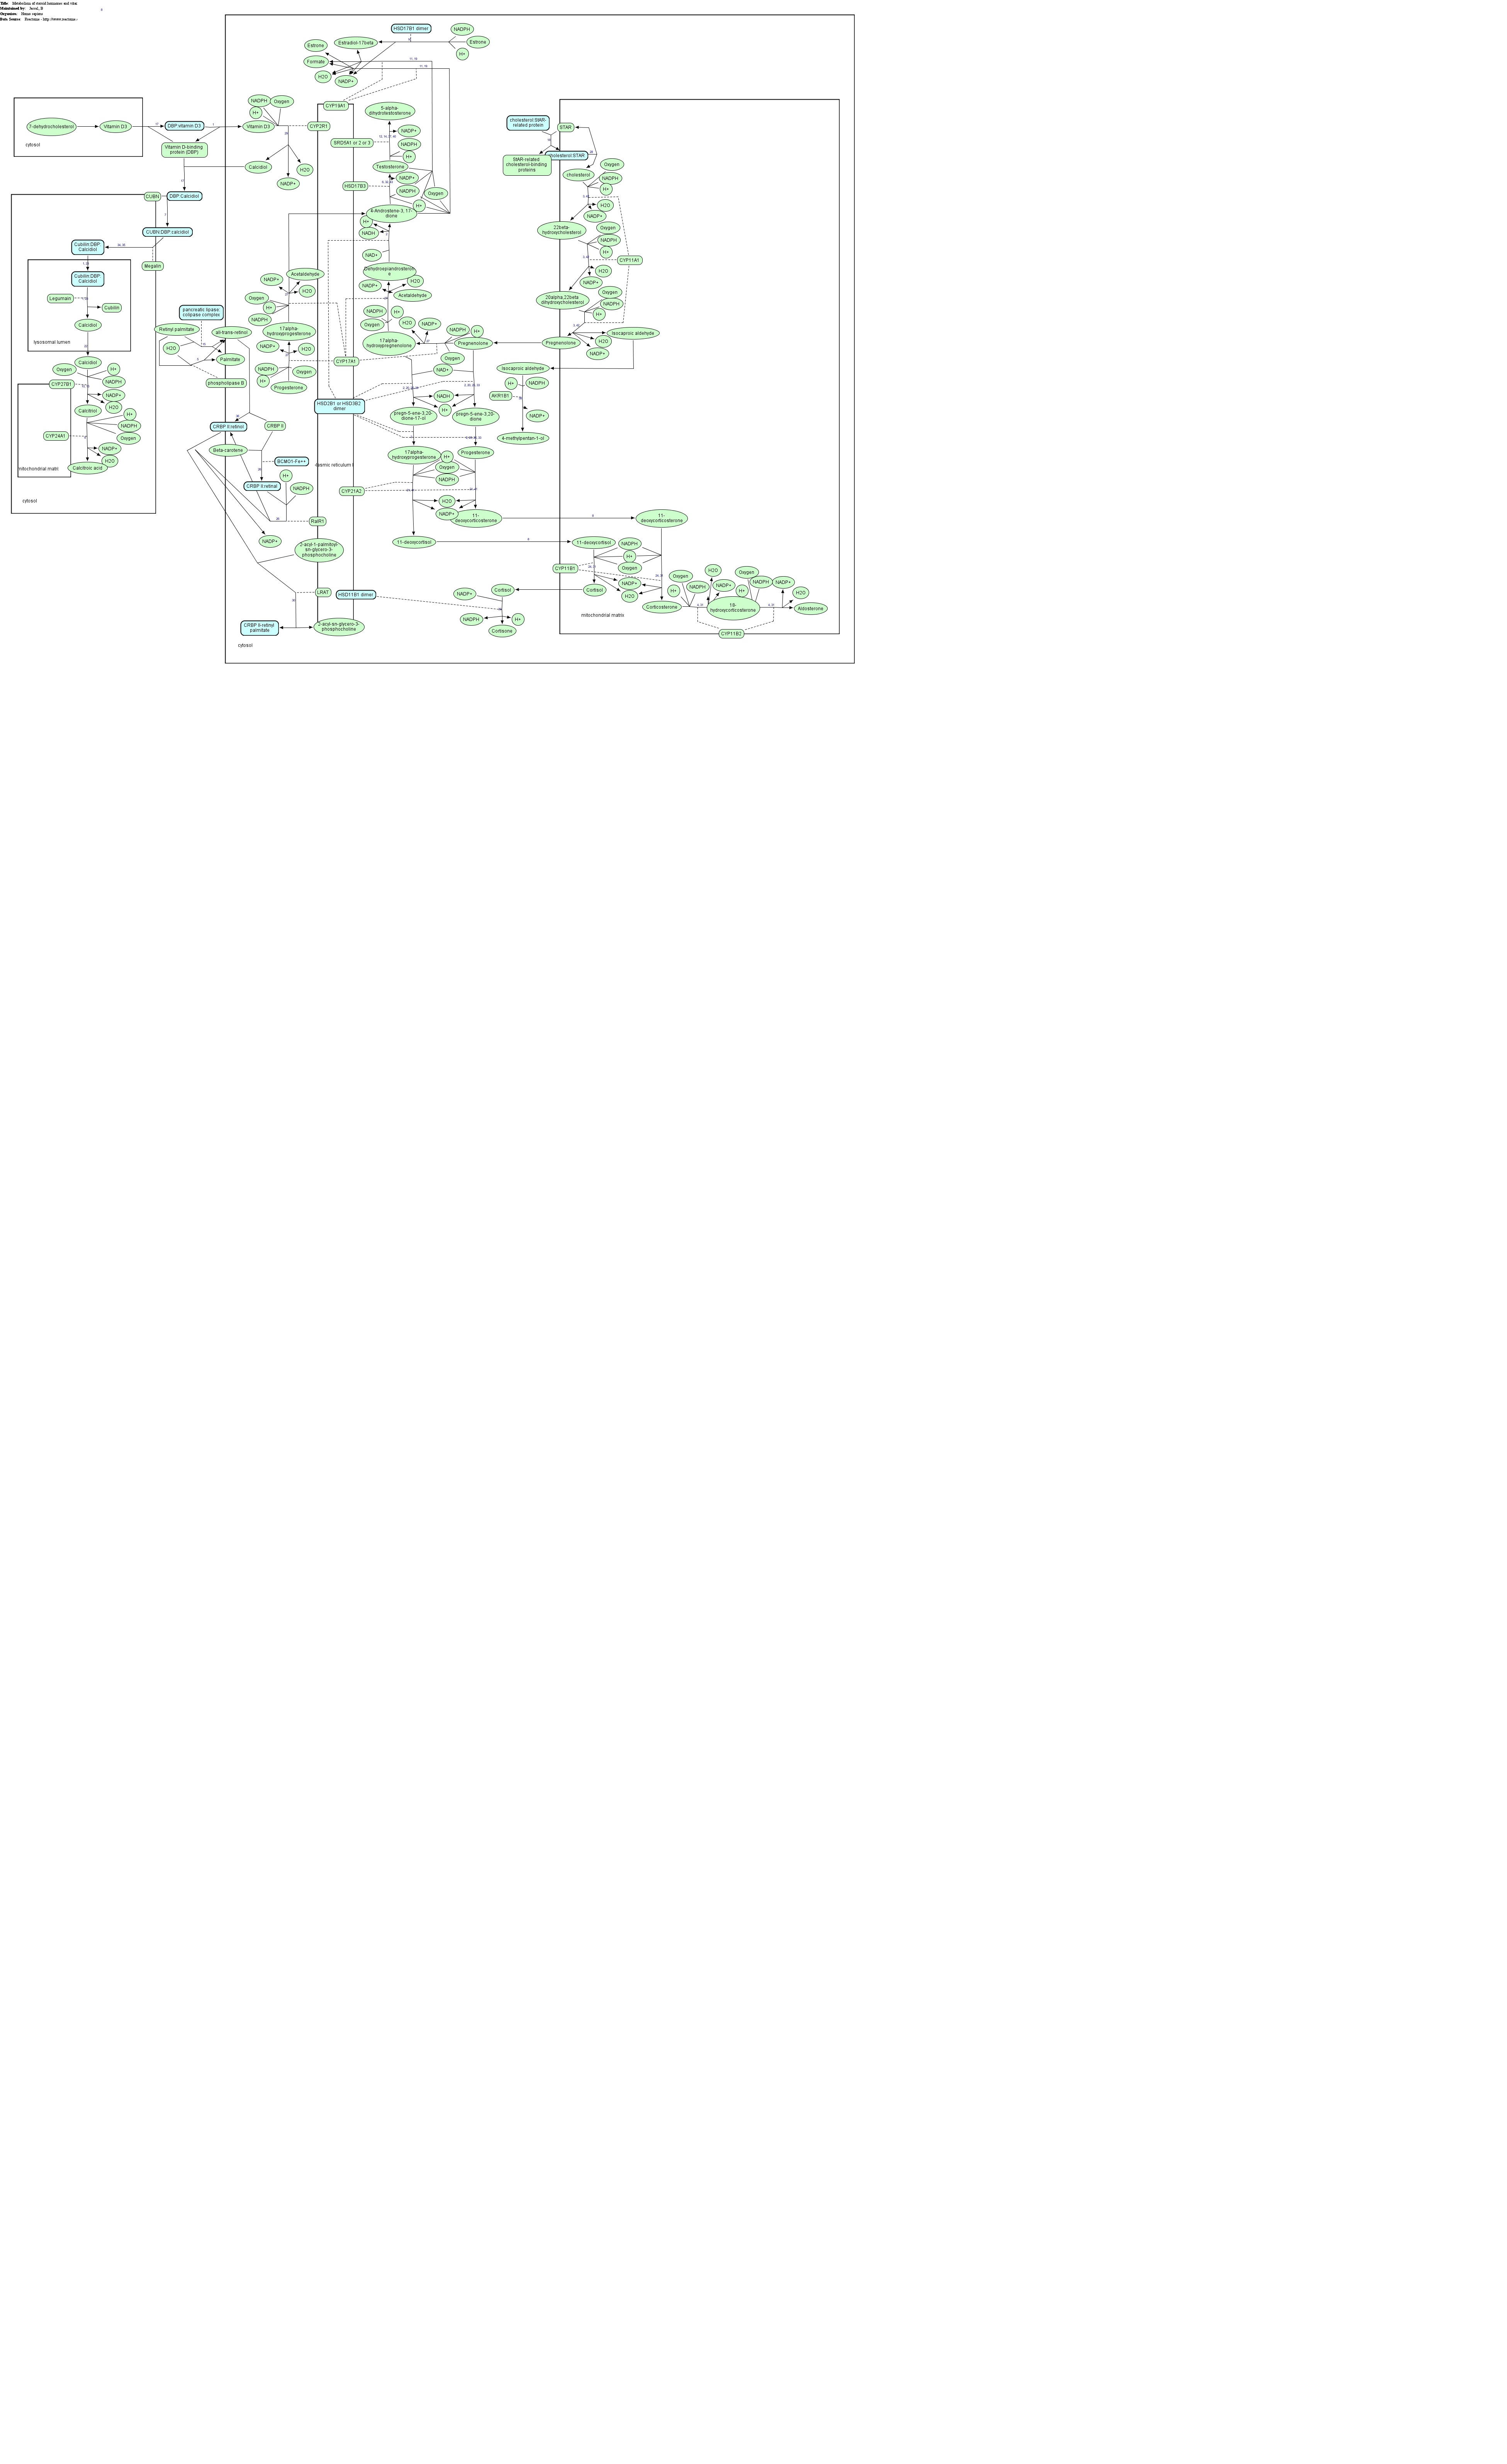 Title: Metabolism of steroid hormones and vitar
Maintained by: Jassal, B
Organism: Homo sapiens
Data Source: Reactome - http://www.reactome.
HSD17B1 dimer
NADPH
Estrone
H+
Estradiol-17beta
Estrone
Formate
H2O
NADP+
11, 19
11, 19
7-dehydrocholesterol
Vitamin D3
cytosol
DBP:vitamin D3
Vitamin D-binding
protein (DBP)
NADPH
Oxygen
H+
Vitamin D3
CYP2R1
Calcidiol
H2O
NADP+
CYP19A1
5-alpha-
dihydrotestosterone
SRD5A1 or 2 or 3
NADP+
NADPH
H+
Testosterone
HSD17B3
NADP+
NADPH
Oxygen
H+
4-Androstene-3, 17-
dione
H+
NADH
NAD+
Dehydroepiandrosteron
e
NADP+
H2O
Acetaldehyde
NADPH
H+
Oxygen
H2O
NADP+
17alpha-
hydroxypregnenolone
NADPH
H+
Pregnenolone
Oxygen
cholesterol:STAR-
related protein
STAR
STAR-related
cholesterol-binding
proteins
cholesterol:STAR
cholesterol
Oxygen
NADPH
H+
H2O
NADP+
22beta-
hydroxycholesterol
Oxygen
NADPH
H+
CYP11A1
H2O
NADP+
20alpha,22beta
dihydroxycholesterol
Oxygen
NADPH
H+
Isocaproic aldehyde
H2O
NADP+
Pregnenolone
Isocaproic aldehyde
H+
NADPH
AKR1B1
NADP+
4-methylpentan-1-ol
CUBN
DBP:Calcidiol
CUBN:DBP:calcidiol
Megalin
Cubilin:DBP:
Calcidiol
Cubilin:DBP:
Calcidiol
Legumain
Cubilin
Calcidiol
lysosomal lumen
Calcidiol
Oxygen
H+
NADPH
CYP27B1
NADP+
H2O
Calcitriol
H+
NADPH
Oxygen
CYP24A1
NADP+
H2O
Calcitroic acid
mitochondrial matri
cytosol
pancreatic lipase:
colipase complex
Retinyl palmitate
all-trans-retinol
H2O
Palmitate
phospholipase B
Acetaldehyde
NADP+
H2O
Oxygen
H+
NADPH
17alpha-
hydroxyprogesterone
NADP+
H2O
NADPH
H+
Oxygen
Progesterone
CYP17A1
HSD2B1 or HSD3B2
dimer
NAD+
NADH
H+
pregn-5-ene-3,20-
dione-17-ol
pregn-5-ene-3,20-
dione
17alpha-
hydroxyprogesterone
H+
Oxygen
NADPH
Progesterone
CYP21A2
H2O
NADP+
11-
deoxycorticosterone
11-
deoxycorticosterone
CRBP II:retinol
CRBP II
Beta-carotene
BCMO1-Fe++
CRBP II:retinal
H+
NADPH
RalR1
NADP+
2-acyl-1-palmitoyl-
sn-glycero-3-
phosphocholine
LRAT
HSD11B1 dimer
CRBP II-retinyl
palmitate
2-acyl-sn-glycero-3-
phosphocholine
cytosol
11-deoxycortisol
11-deoxycortisol
NADPH
H+
Oxygen
CYP11B1
NADP+
H2O
Cortisol
Cortisol
NADP+
NADPH
H+
Cortisone
mitochondrial matrix
Corticosterone
Oxygen
H+
NADPH
H2O
NADP+
18-
hydroxycorticosterone
Oxygen
H+
NADPH
NADP+
H2O
Aldosterone
CYP11B2